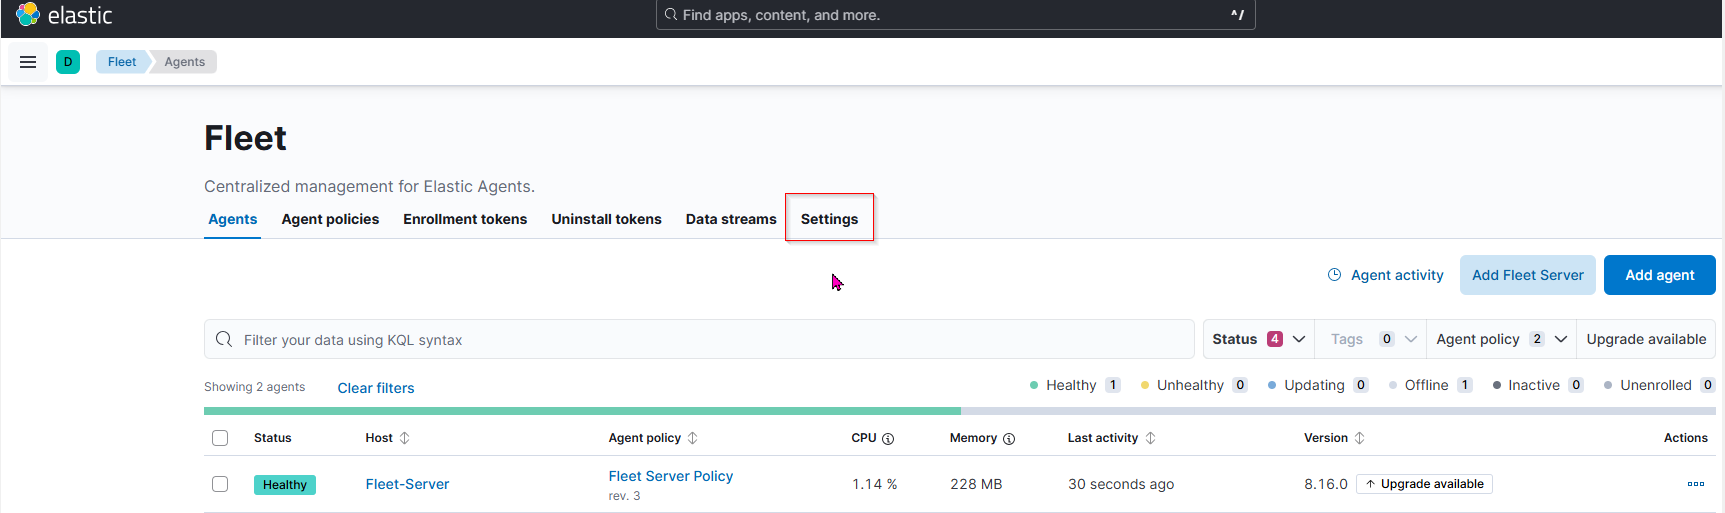 elastic
Find apps, content, and more. ^/
D Fleet Agents
Fleet
Centralized management for Elastic Agents.
Agents Agent policies Enrollment tokens Uninstall tokens Data streams Settings
Agent activity Add Fleet Server Add agent
Filter your data using KQL syntax Status 4 Tags 0 Agent policy 2 Upgrade available
Showing 2 agents Clear filters Healthy 1 Unhealthy 0 Updating 0 Offline 1 Inactive 0 Unenrolled 0
Status Host Agent policy CPU Memory Last activity Version Actions
Healthy Fleet-Server Fleet Server Policy 1.14 % 228 MB 30 seconds ago 8.16.0 Upgrade available
rev. 3